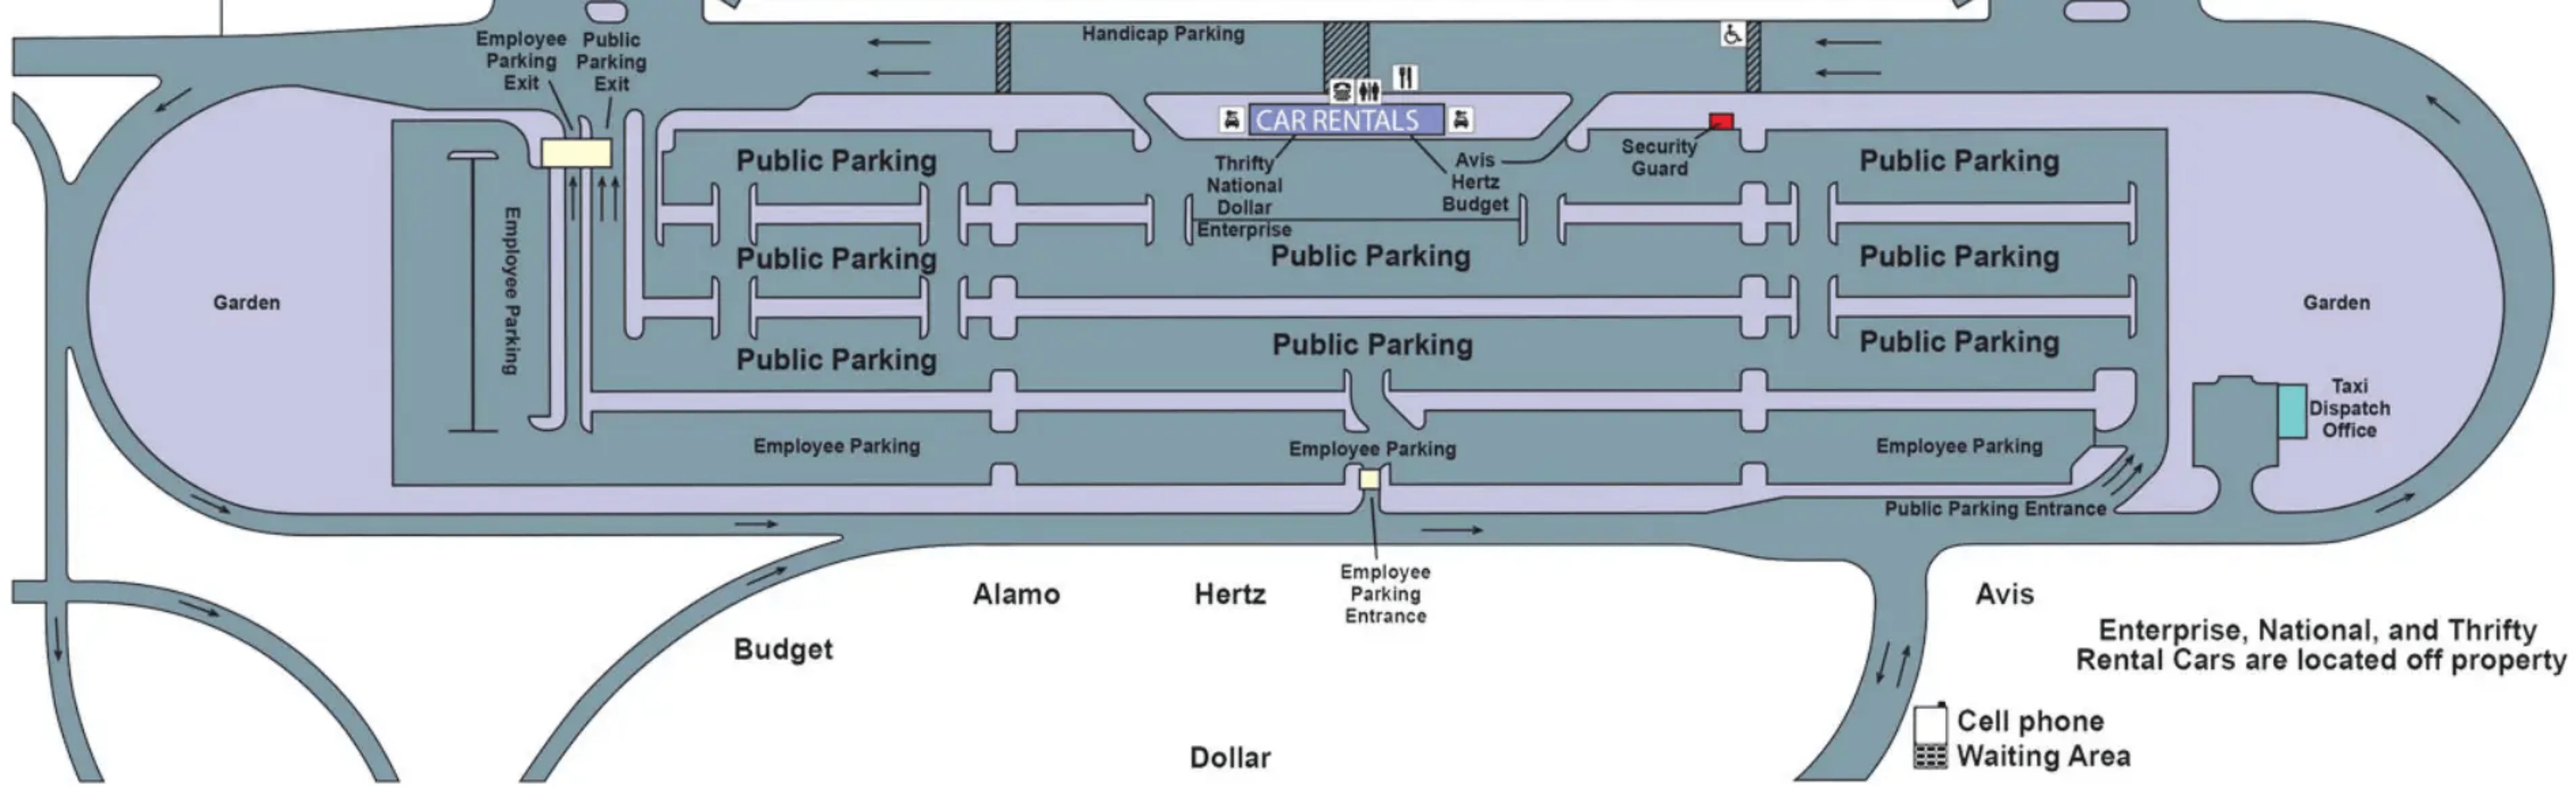 Employee
Parking
Exit
Public
Parking
Exit
Handicap Parking
CAR RENTALS
Thrifty
National
Dollar
Enterprise
Avis
Hertz
Budget
Security
Guard
Public Parking
Public Parking
Employee Parking
Public Parking
Public Parking
Public Parking
Garden
Garden
Public Parking
Public Parking
Public Parking
Taxi
Dispatch
Office
Employee Parking
Employee Parking
Employee Parking
Public Parking Entrance
Employee
Parking
Entrance
Alamo
Hertz
Avis
Budget
Enterprise, National, and Thrifty
Rental Cars are located off property
Dollar
Cell phone
Waiting Area